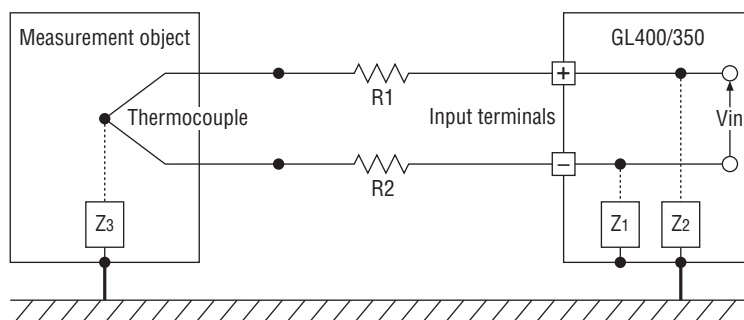 Measurement object
GL400/350
R1
+
Thermocouple
Input terminals
Vin
−
R2
Z3
Z1
Z2